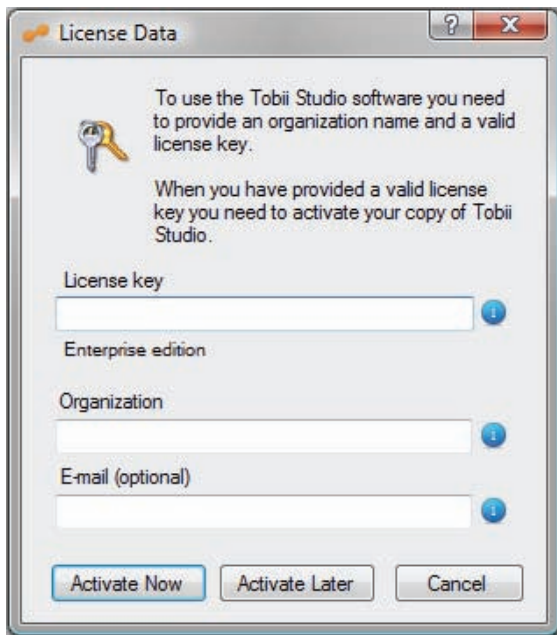 License Data
To use the Tobii Studio software you need
to provide an organization name and a valid
license key.
When you have provided a valid license
key you need to activate your copy of Tobii
Studio.
License key
Enterprise edition
Organization
E-mail (optional)
Activate Now Activate Later Cancel